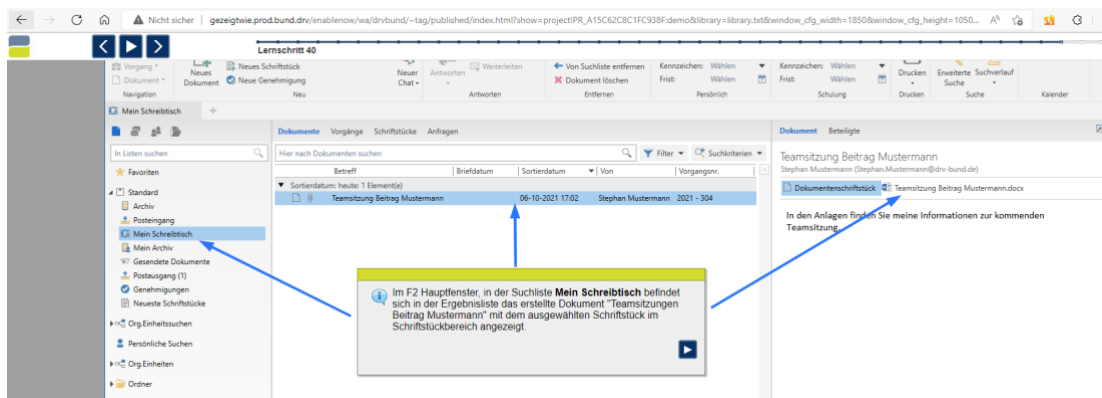 Nicht sicher | gezeigtwie.prod.bund.drv/enablenow/wa/drvbund/~tag/published/index.html?show=project!PR_A15C62C8C1FC938F:demo&library=library.txt&window_cfg_width=1850&window_cfg_height=1050...
Lernschritt 40
Vorgang
Dokument
Navigation
Neues
Dokument
Neues Schriftstück
Neue Genehmigung
Neu
Neuer
Chat
Antworten
Weiterleiten
Antworten
Von Suchliste entfernen
Dokument löschen
Entfernen
Kennzeichen: Wählen
Frist: Wählen
Persönlich
Kennzeichen: Wählen
Frist: Wählen
Schulung
Drucken
Drucken
Erweiterte Suchverlauf
Suche
Suche
Kalender
Mein Schreibtisch +
In Listen suchen
Favoriten
Standard
Archiv
Posteingang
Mein Schreibtisch
Mein Archiv
Gesendete Dokumente
Postausgang (1)
Genehmigungen
Neueste Schriftstücke
Org.Einheitssuchen
Persönliche Suchen
Org.Einheiten
Ordner
Dokumente Vorgänge Schriftstücke Anfragen
Hier nach Dokumenten suchen Filter Suchkriterien
Betreff Briefdatum Sortierdatum Von Vorgangsnr.
Sortierdatum: heute: 1 Element(e)
Teamsitzung Beitrag Mustermann 06-10-2021 17:02 Stephan Mustermann 2021 - 304
Im F2 Hauptfenster, in der Suchliste Mein Schreibtisch befindet
sich in der Ergebnisliste das erstellte Dokument "Teamsitzungen
Beitrag Mustermann" mit dem ausgewählten Schriftstück im
Schriftstückbereich angezeigt.
Dokument Beteiligte
Teamsitzung Beitrag Mustermann
Stephan Mustermann (Stephan.Mustermann@drv-bund.de)
Dokumentenschriftstück Teamsitzung Beitrag Mustermann.docx
In den Anlagen finden Sie meine Informationen zur kommenden
Teamsitzung.